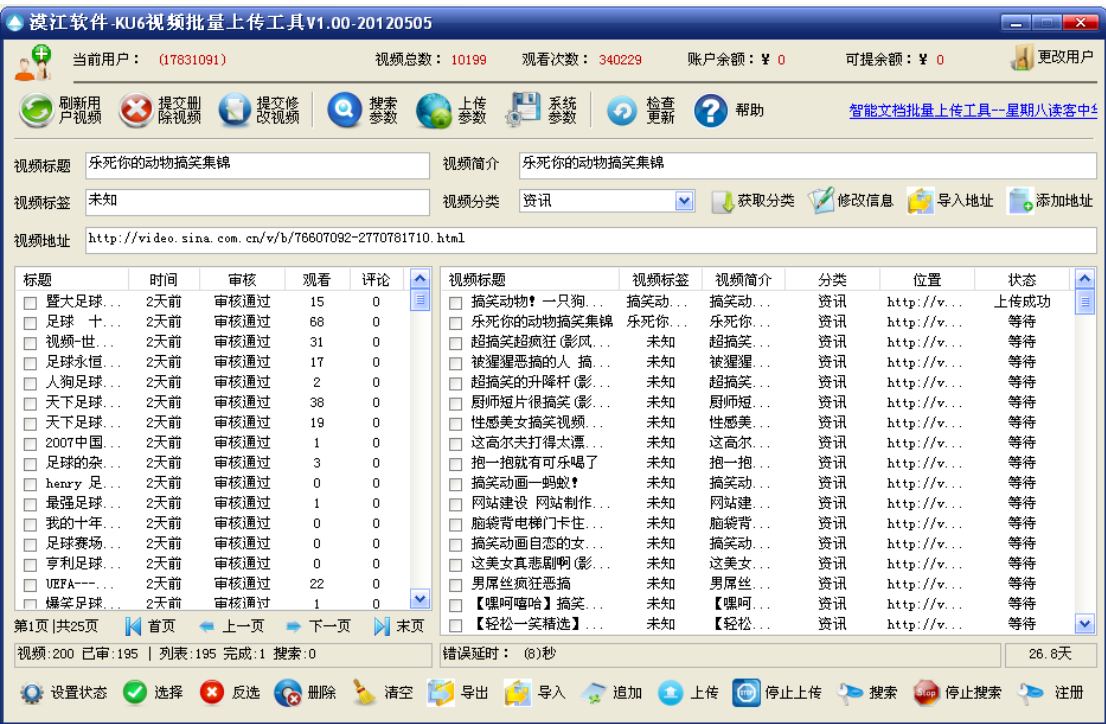 漠江软件-KU6视频批量上传工具V1.00-20120505
当前用户： (17831091) 视频总数：10199 观看次数：340229 账户余额：¥ 0 可提余额：¥ 0 更改用户
刷新用户视频 提交删除视频 提交修改视频 搜索参数 上传参数 系统参数 检查更新 帮助 智能文档批量上传工具--星期八读客中
视频标题 乐死你的动物搞笑集锦 视频简介 乐死你的动物搞笑集锦
视频标签 未知 视频分类 资讯 获取分类 修改信息 导入地址 添加地址
视频地址 http://video.sina.com.cn/v/b/76607092-2770781710.html
标题 时间 审核 观看 评论
暨大足球... 2天前 审核通过 15 0
足球 十... 2天前 审核通过 68 0
视频-世... 2天前 审核通过 31 0
足球永恒... 2天前 审核通过 17 0
人狗足球... 2天前 审核通过 2 0
天下足球... 2天前 审核通过 38 0
天下足球... 2天前 审核通过 19 0
2007中国... 2天前 审核通过 1 0
足球的杂... 2天前 审核通过 3 0
henry 足... 2天前 审核通过 0 0
最强足球... 2天前 审核通过 1 0
我的十年... 2天前 审核通过 0 0
足球赛场... 2天前 审核通过 0 0
亨利足球... 2天前 审核通过 0 0
UEFA---... 2天前 审核通过 22 0
爆笑足球... 2天前 审核通过 1 0
第1页|共25页 首页 上一页 下一页 末页
视频标题 视频标签 视频简介 分类 位置 状态
搞笑动物！一只狗... 搞笑动... 搞笑动... 资讯 http://v... 上传成功
乐死你的动物搞笑集锦 乐死你... 乐死你... 资讯 http://v... 等待
超搞笑超疯狂(影风... 未知 超搞笑... 资讯 http://v... 等待
被猩猩恶搞的人 搞... 未知 被猩猩... 资讯 http://v... 等待
超搞笑的升降杆(影... 未知 超搞笑... 资讯 http://v... 等待
厨师短片很搞笑(影... 未知 厨师短... 资讯 http://v... 等待
性感美女搞笑视频... 未知 性感美... 资讯 http://v... 等待
这高尔夫打得太漂... 未知 这高尔... 资讯 http://v... 等待
抱一抱就有可乐喝了 未知 抱一抱... 资讯 http://v... 等待
搞笑动画一蚂蚁！ 未知 搞笑动... 资讯 http://v... 等待
网站建设 网站制作... 未知 网站建... 资讯 http://v... 等待
脑袋背电梯门卡住... 未知 脑袋背... 资讯 http://v... 等待
搞笑动画自恋的女... 未知 搞笑动... 资讯 http://v... 等待
这美女真悲剧啊(影... 未知 这美女... 资讯 http://v... 等待
男屌丝疯狂恶搞 未知 男屌丝... 资讯 http://v... 等待
【嘿呵嘻哈】搞笑... 未知 【嘿呵... 资讯 http://v... 等待
【轻松一笑精选】... 未知 【轻松... 资讯 http://v... 等待
视频:200 已审:195 | 列表:195 完成:1 搜索:0 错误延时： (8)秒 26.8天
设置状态 选择 反选 删除 清空 导出 导入 追加 上传 停止上传 搜索 Stop 停止搜索 注册